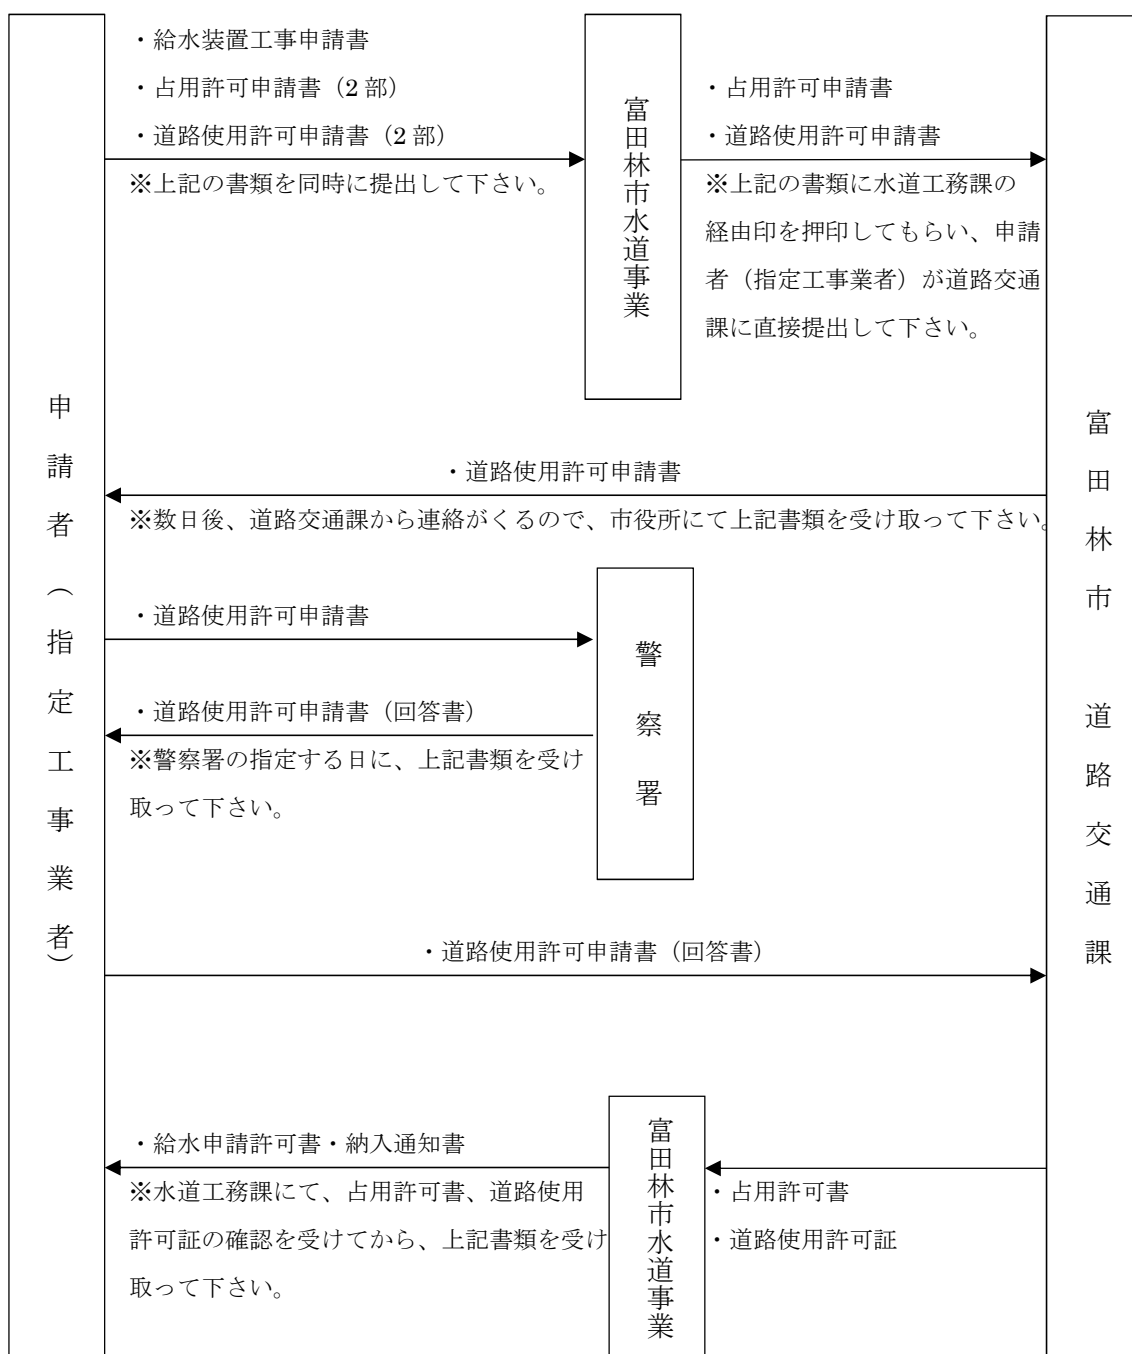 ・給水装置工事申請書
・占用許可申請書(2部)
・道路使用許可申請書(2部)
※上記の書類を同時に提出して下さい。
富田林市水道事業
・占用許可申請書
・道路使用許可申請書
※上記の書類に水道工務課の
経由印を押印してもらい、申請
者(指定工事業者)が道路交通
課に直接提出して下さい。
申請者(指定工事業者)
富田林市 道路交通課
・道路使用許可申請書
※数日後、道路交通課から連絡がくるので、市役所にて上記書類を受け取って下さい。
・道路使用許可申請書
警察署
・道路使用許可申請書(回答書)
※警察署の指定する日に、上記書類を受け
取って下さい。
・道路使用許可申請書(回答書)
・給水申請許可書・納入通知書
※水道工務課にて、占用許可書、道路使用
許可証の確認を受けてから、上記書類を受け
取って下さい。
富田林市水道事業
・占用許可書
・道路使用許可証